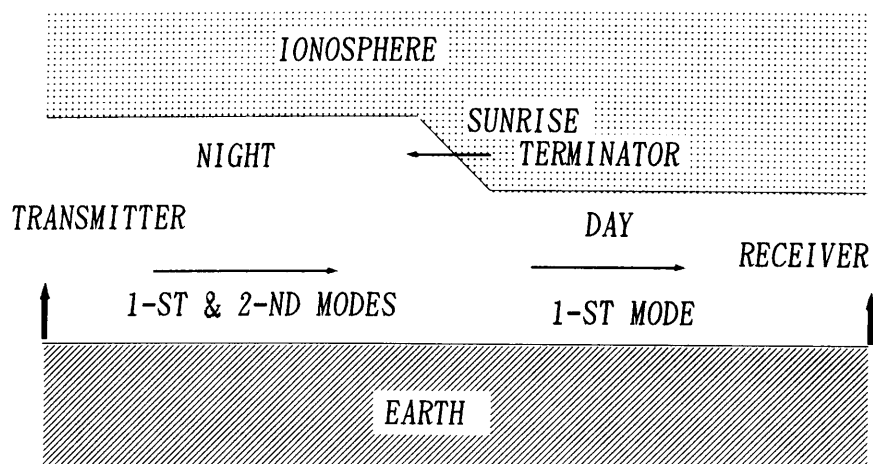 IONOSPHERE
SUNRISE
TERMINATOR
NIGHT
TRANSMITTER
DAY
RECEIVER
1-ST & 2-ND MODES
1-ST MODE
EARTH